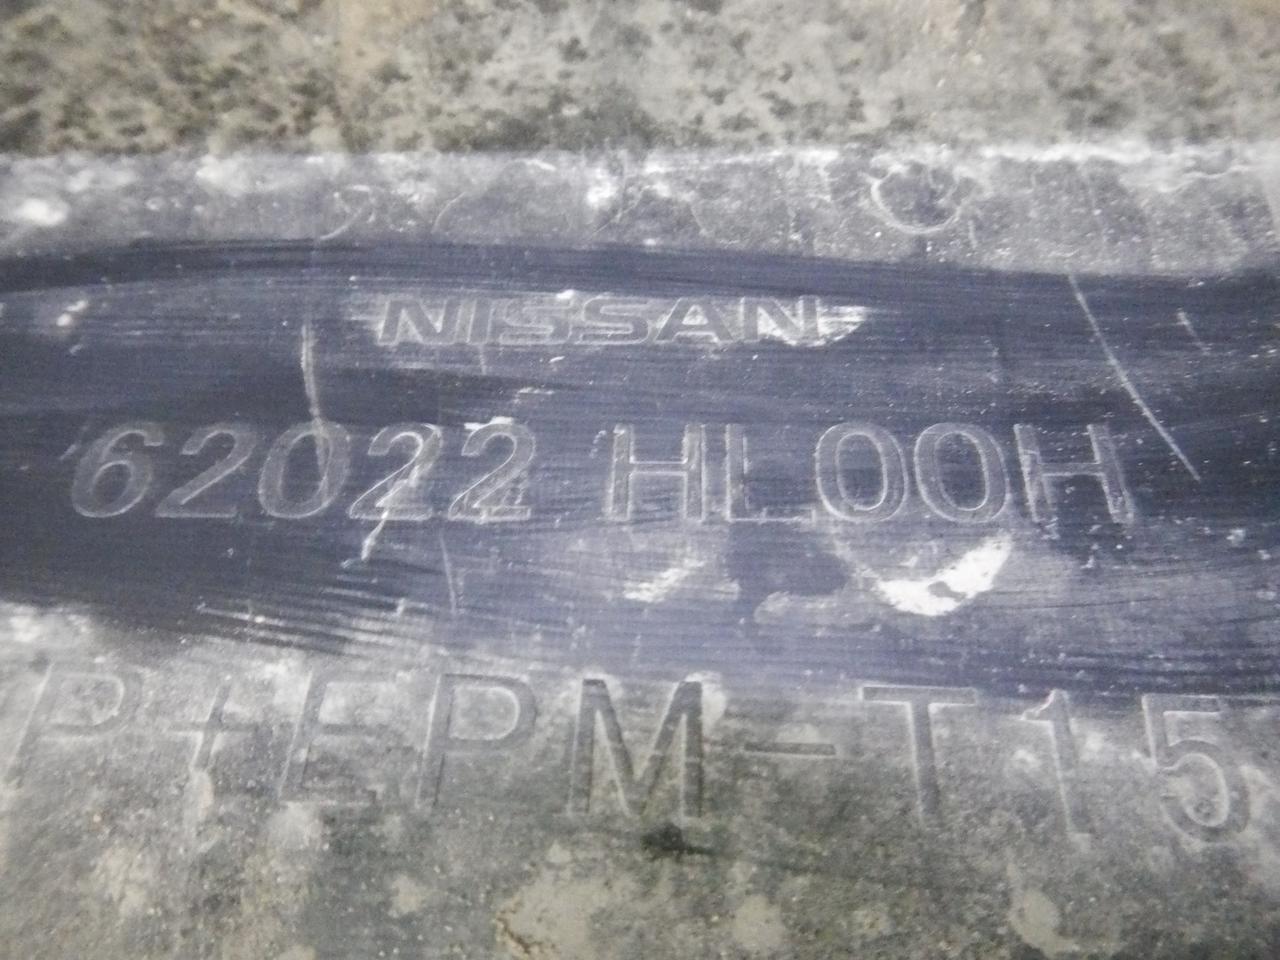 NISSAN
62022 HL00H
P+EPM-T15